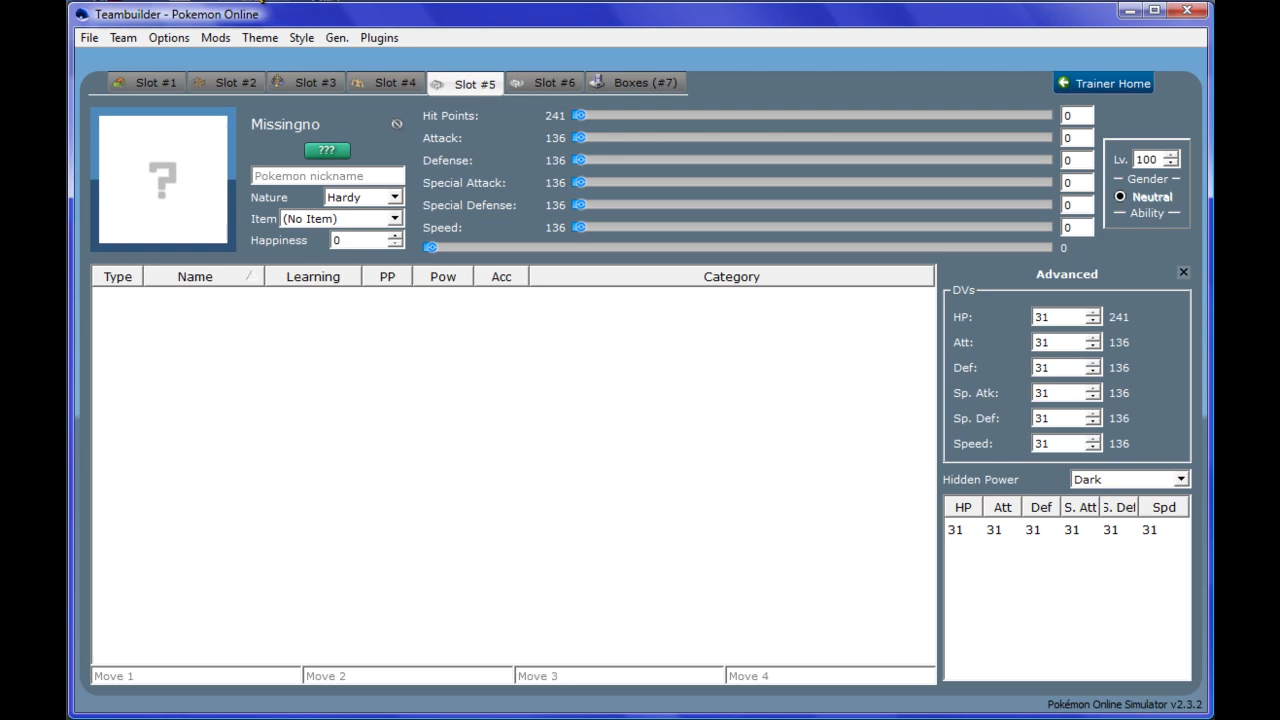 Teambuilder - Pokemon Online
File Team Options Mods Theme Style Gen. Plugins
Slot #1 Slot #2 Slot #3 Slot #4 Slot #5 Slot #6 Boxes (#7) Trainer Home
?
Missingno
???
Pokemon nickname
Nature Hardy
Item (No Item)
Happiness 0
Hit Points: 241 0
Attack: 136 0
Defense: 136 0
Special Attack: 136 0
Special Defense: 136 0
Speed: 136 0
0
Lv. 100
Gender
Neutral
Ability
Type Name Learning PP Pow Acc Category
Move 1 Move 2 Move 3 Move 4
Advanced
DVs
HP: 31 241
Att: 31 136
Def: 31 136
Sp. Atk: 31 136
Sp. Def: 31 136
Speed: 31 136
Hidden Power Dark
HP Att Def S. Att S. Def Spd
31 31 31 31 31 31
Pokémon Online Simulator v2.3.2